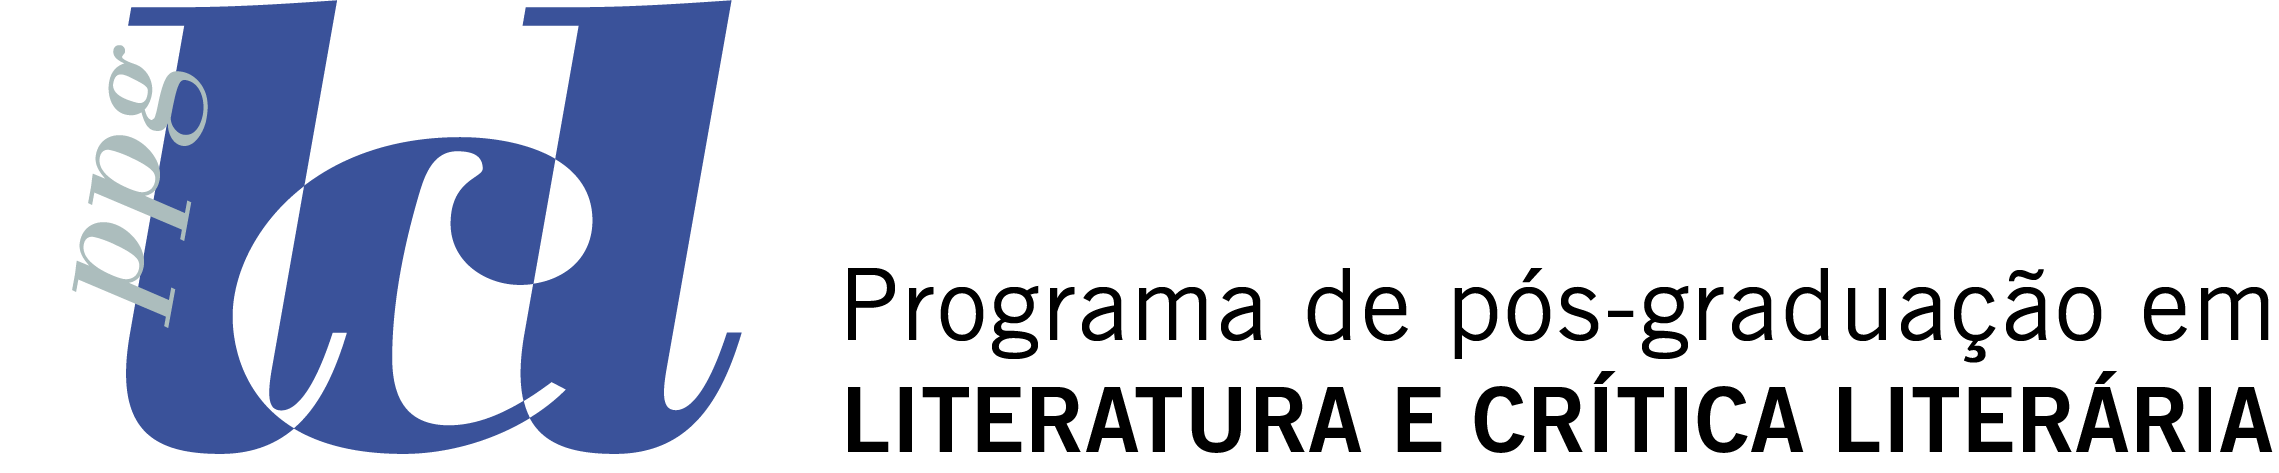 ppg
lcl
Programa de pós-graduação em
LITERATURA E CRÍTICA LITERÁRIA